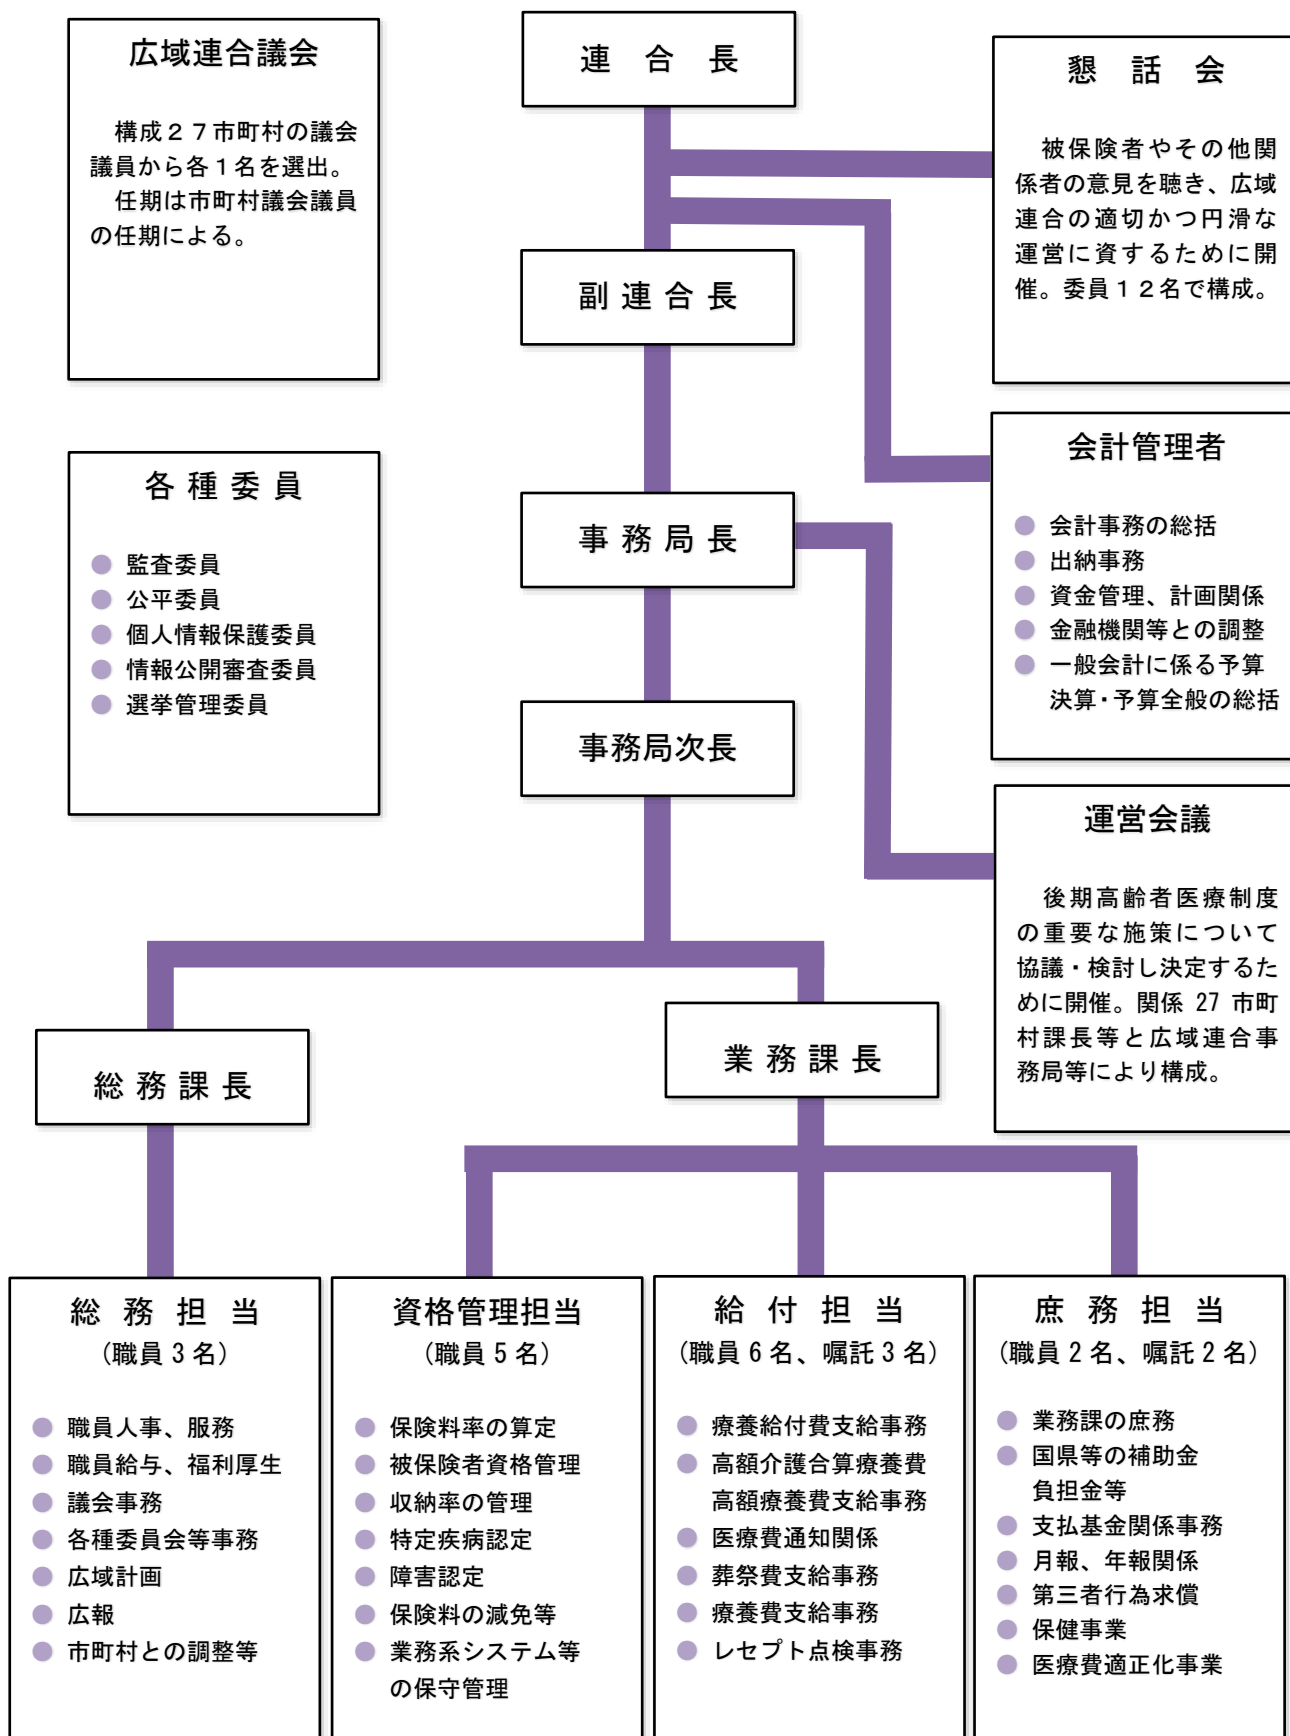 広域連合議会
構成２７市町村の議会
議員から各１名を選出。
任期は市町村議会議員
の任期による。
連　合　長
懇　話　会
被保険者やその他関
係者の意見を聴き、広域
連合の適切かつ円滑な
運営に資するために開
催。委員１２名で構成。
副連合長
各種委員
● 監査委員
● 公平委員
● 個人情報保護委員
● 情報公開審査委員
● 選挙管理委員
事務局長
会計管理者
● 会計事務の総括
● 出納事務
● 資金管理、計画関係
● 金融機関等との調整
● 一般会計に係る予算
決算・予算全般の総括
事務局次長
運営会議
後期高齢者医療制度
の重要な施策について
協議・検討し決定するた
めに開催。関係 27 市町
村課長等と広域連合事
務局等により構成。
総務課長
業務課長
総　務　担　当
（職員 3 名）
● 職員人事、服務
● 職員給与、福利厚生
● 議会事務
● 各種委員会等事務
● 広域計画
● 広報
● 市町村との調整等
資格管理担当
（職員 5 名）
● 保険料率の算定
● 被保険者資格管理
● 収納率の管理
● 特定疾病認定
● 障害認定
● 保険料の減免等
● 業務系システム等
の保守管理
給　付　担　当
（職員 6 名、嘱託 3 名）
● 療養給付費支給事務
● 高額介護合算療養費
高額療養費支給事務
● 医療費通知関係
● 葬祭費支給事務
● 療養費支給事務
● レセプト点検事務
庶　務　担　当
（職員 2 名、嘱託 2 名）
● 業務課の庶務
● 国県等の補助金
負担金等
● 支払基金関係事務
● 月報、年報関係
● 第三者行為求償
● 保健事業
● 医療費適正化事業